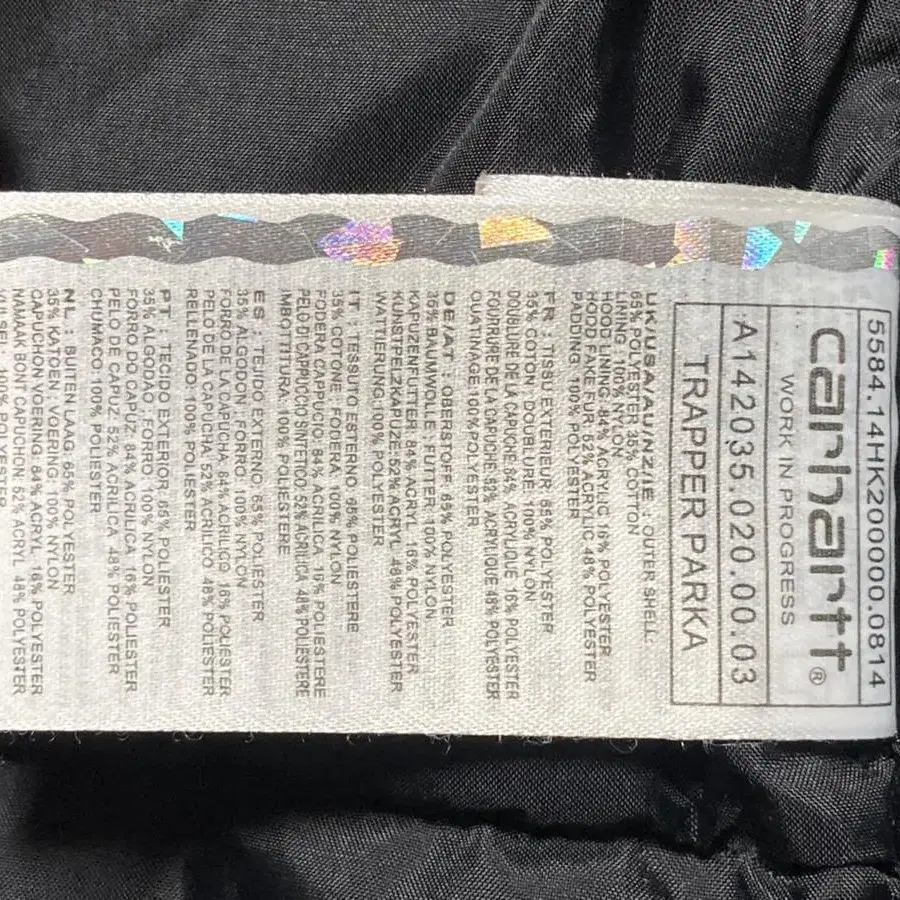 5584.14HK200000.0814
carhartt®
WORK IN PROGRESS
A142035.020.00.03
TRAPPER PARKA
UK/USA/AU/NZ/IE : OUTER SHELL:
65% POLYESTER 35% COTTON
LINING : 100% NYLON
HOOD LINING: 84% ACRYLIC 16% POLYESTER
HOOD FAKE FUR: 52% ACRYLIC 48% POLYESTER
PADDING : 100% POLYESTER
FR : TISSU EXTERIEUR: 65% POLYESTER
35% COTON ; DOUBLURE: 100% NYLON
DOUBLURE DE LA CAPUCHE:84% ACRYLIQUE 16% POLYESTER
FOURRURE DE LA CAPUCHE: 52% ACRYLIQUE 48% POLYESTER
QUATINAGE 100%POLYESTER
DE/AT : OBERSTOFF: 65% POLYESTER
35% BAUMWOLLE ; FUTTER: 100% NYLON
KAPUZENFUTTER: 84% ACRYL 16% POLYESTER
KUNSTPELZKAPUZE:52% ACRYL 48% POLYESTER
WATTIERUNG:100% POLYESTER
IT : TESSUTO ESTERNO: 65% POLIESTERE
35% COTONE ; FODERA: 100% NYLON
FODERA CAPPUCIO: 84% ACRILICA 16% POLIESTERE
PELO DI CAPPUCIO SINTETICO: 52% ACRILICA 48% POLIESTERE
IMBOTTITURA: 100% POLIESTERE
ES : TEJIDO EXTERNO: 65% POLIESTER
35% ALGODON ; FORRO: 100% NYLON
FORRO DE LA CAPUCHA: 84% ACRILICO 16% POLIESTER
PELO DE LA CAPUCHA: 52% ACRILICO 48% POLIESTER
RELLENADO: 100% POLIESTER
PT : TECIDO EXTERIOR: 65% POLIESTER
35% ALGODÃO ; FORRO: 100% NYLON
FORRO DO CAPUZ: 84% ACRILICA 16% POLIESTER
PELO DE CAPUZ: 52% ACRILICA 48% POLIESTER
CHUMACO: 100% POLIESTER
NL : BUITEN LAAG: 65% POLYESTER
35% KATOEN ; VOERING: 100% NYLON
CAPUCHON VOERING: 84% ACRYL 16% POLYESTER
NAMAAK BONT CAPUCHON: 52% ACRYL 48% POLYESTER
100% POLYESTER